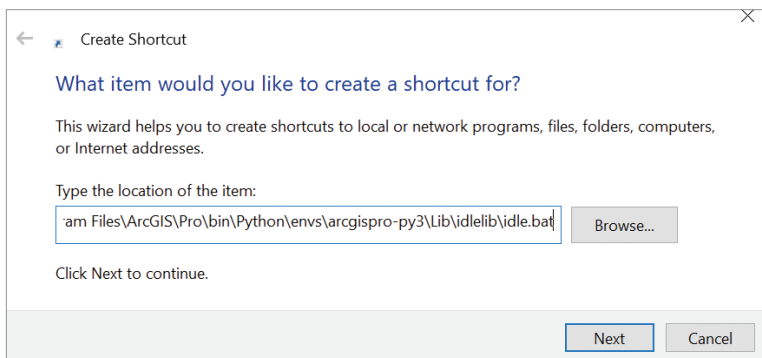 Create Shortcut
What item would you like to create a shortcut for?
This wizard helps you to create shortcuts to local or network programs, files, folders, computers,
or Internet addresses.
Type the location of the item:
ram Files\ArcGIS\Pro\bin\Python\envs\arcgispro-py3\Lib\idlelib\idle.bat
Browse...
Click Next to continue.
Next
Cancel